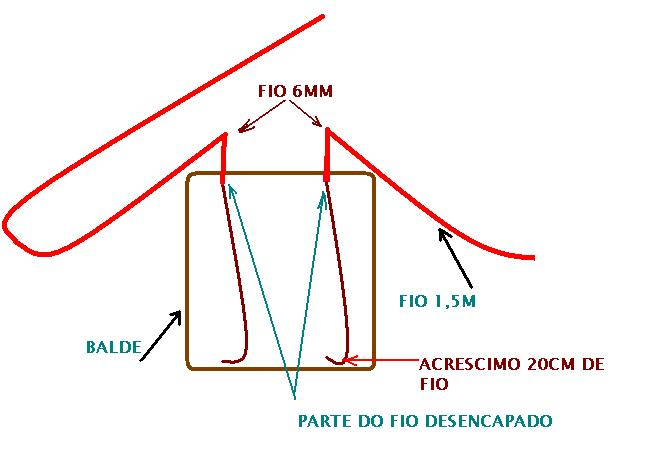 FIO 6MM
FIO 1,5M
BALDE
ACRESCIMO 20CM DE
FIO
PARTE DO FIO DESENCAPADO